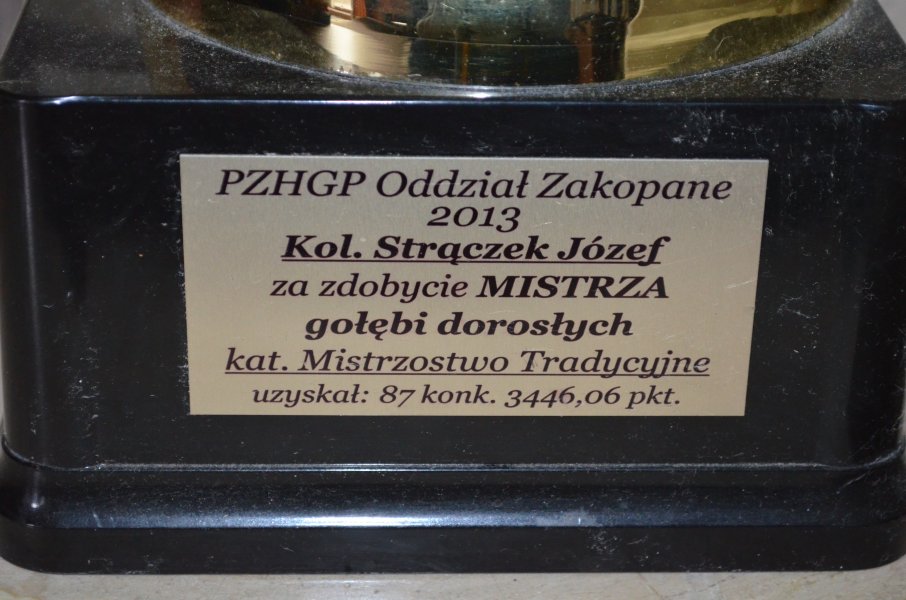 PZHGP Oddział Zakopane
2013
Kol. Strączek Józef
za zdobycie MISTRZA
gołębi dorosłych
kat. Mistrzostwo Tradycyjne
uzyskał: 87 konk. 3446,06 pkt.